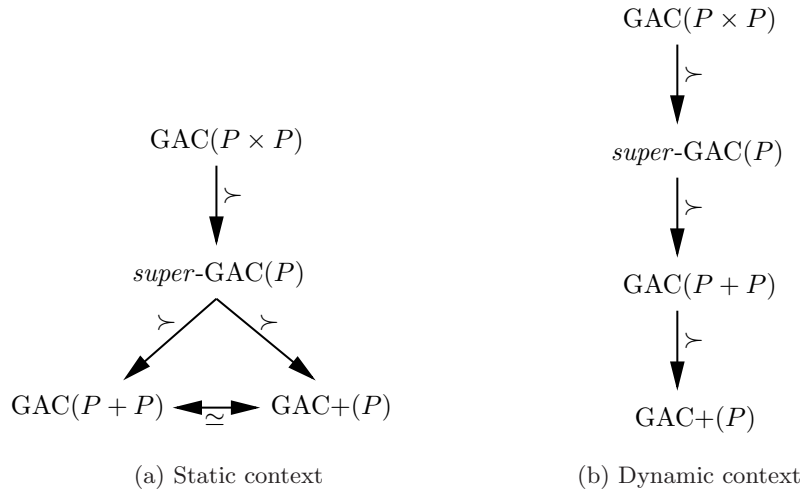 GAC(P × P)
≻
super-GAC(P)
≻ ≻
GAC(P + P) ≃ GAC+(P)
(a) Static context
GAC(P × P)
≻
super-GAC(P)
≻
GAC(P + P)
≻
GAC+(P)
(b) Dynamic context